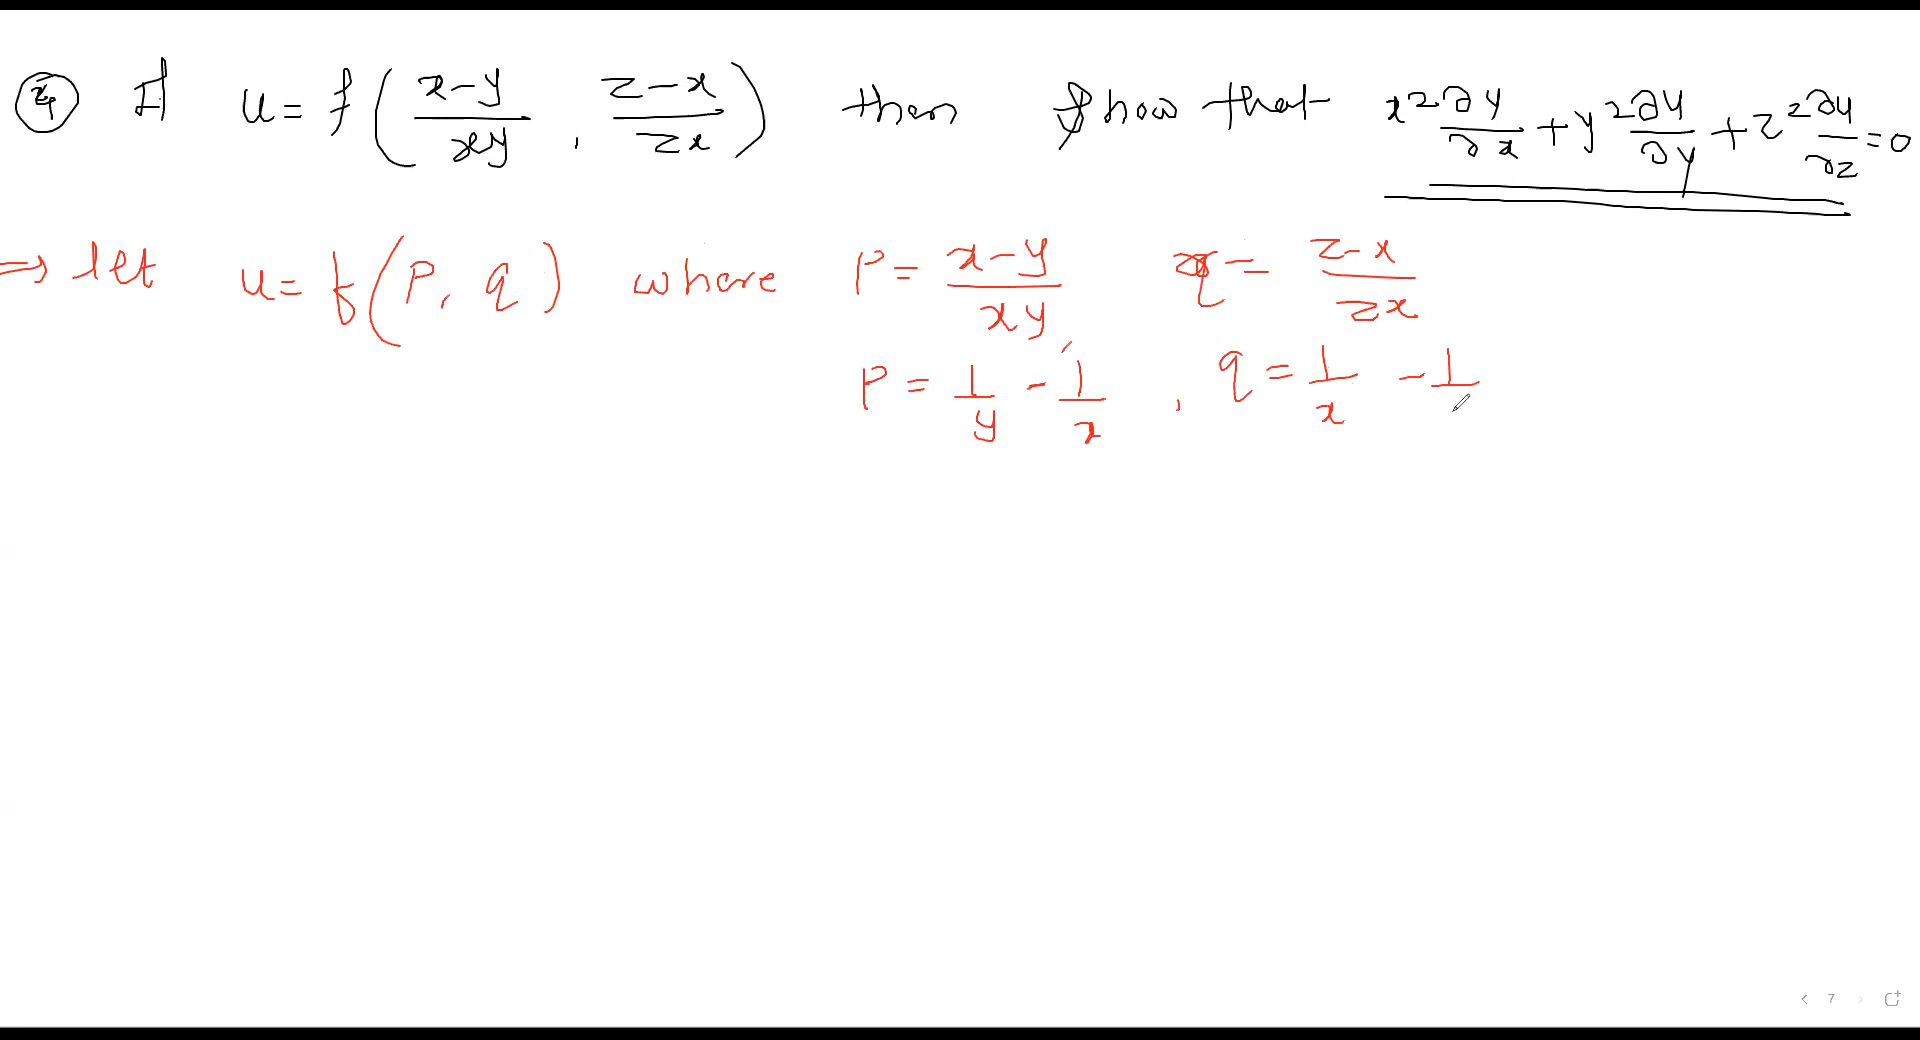 ④ If u = f( (x-y)/(xy) , (z-x)/(zx) ) then show that x² ∂u/∂x + y² ∂u/∂y + z² ∂u/∂z = 0
⇒ let u = f(P, q) where P = (x-y)/(xy), q = (z-x)/(zx)
P = 1/y - 1/x , q = 1/x - 1/
7